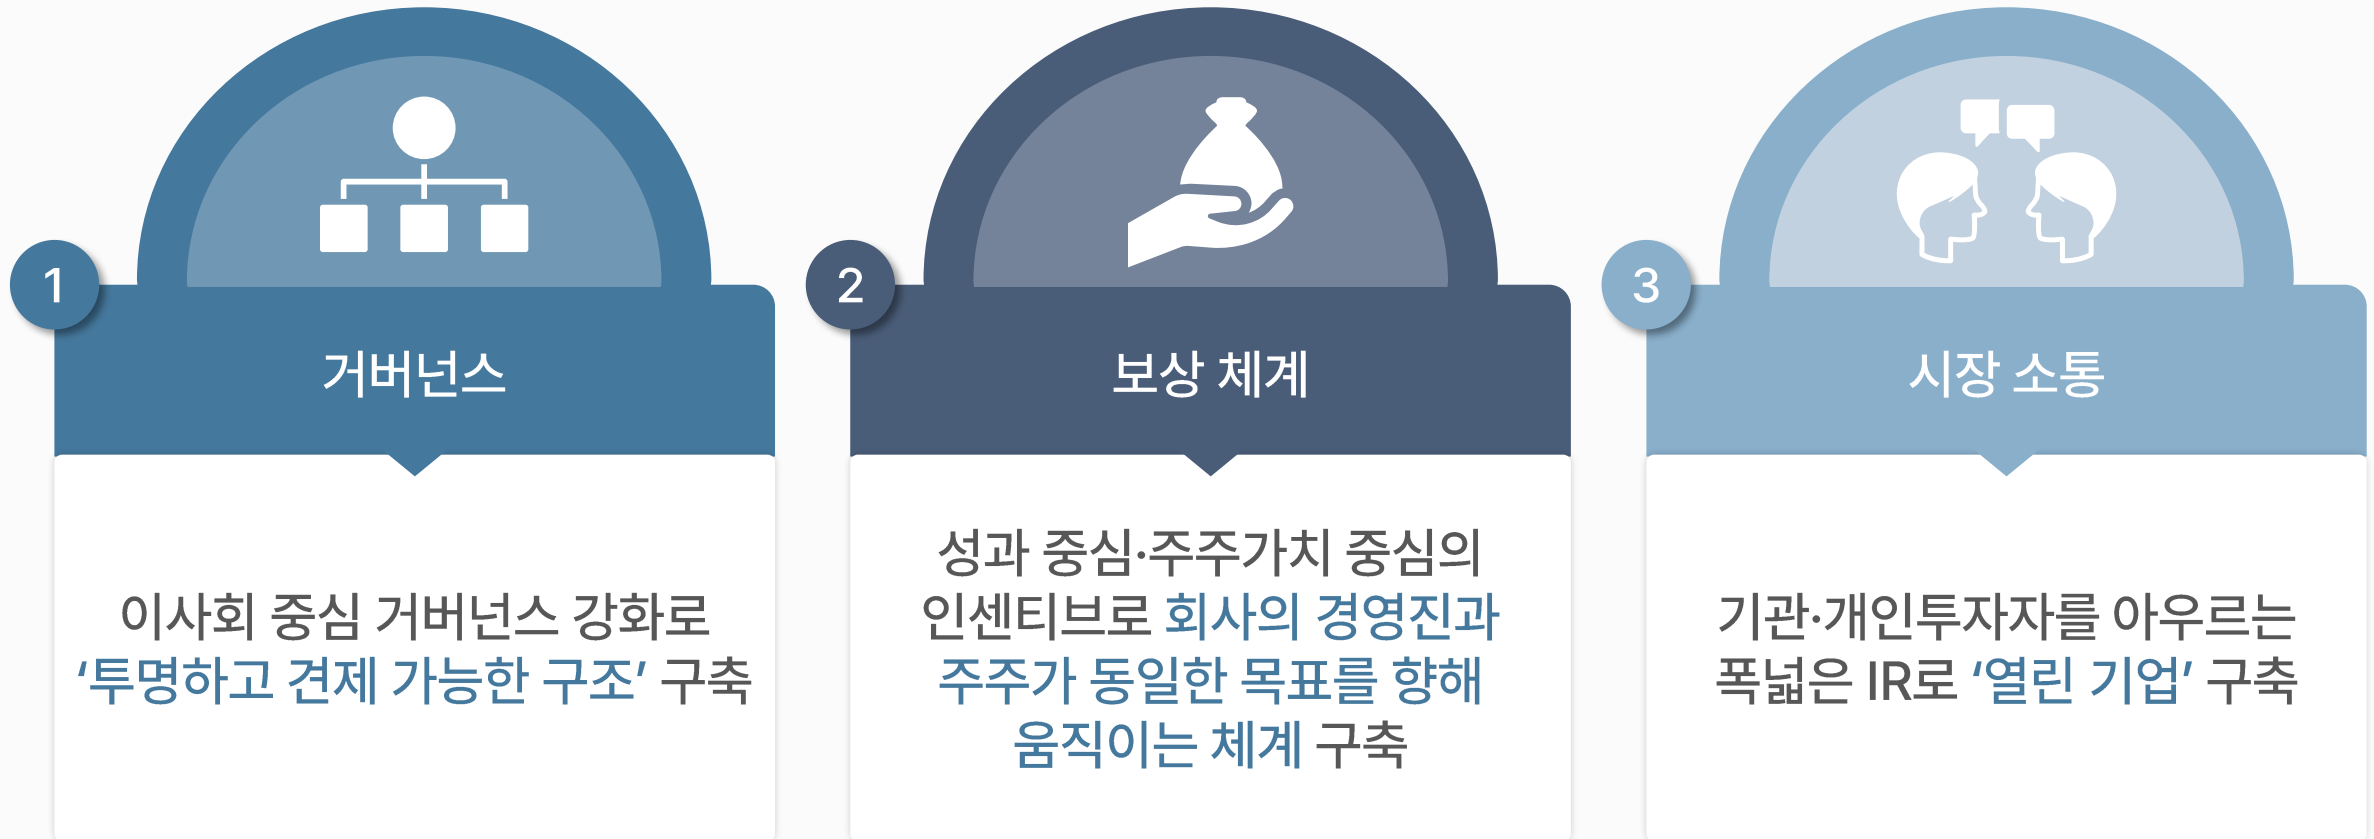 1
거버넌스
이사회 중심 거버넌스 강화로
‘투명하고 견제 가능한 구조’ 구축
2
보상 체계
성과 중심·주주가치 중심의
인센티브로 회사의 경영진과
주주가 동일한 목표를 향해
움직이는 체계 구축
3
시장 소통
기관·개인투자자를 아우르는
폭넓은 IR로 ‘열린 기업’ 구축